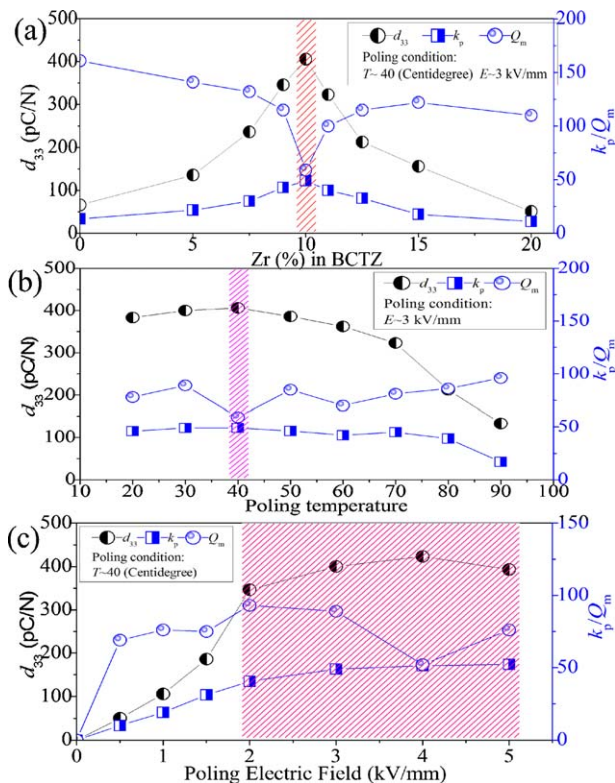 (a)
d33 kp Qm
Poling condition:
T~ 40 (Centidegree) E~3 kV/mm
500
400
300
200
100
0
d33 (pC/N)
200
150
100
50
0
kp/Qm
0 5 10 15 20
Zr (%) in BCTZ
(b)
d33 kp Qm
Poling condition:
E~3 kV/mm
500
400
300
200
100
0
d33 (pC/N)
200
150
100
50
0
kp/Qm
10 20 30 40 50 60 70 80 90 100
Poling temperature
(c)
d33 kp Qm
Poling condition:
T~40 (Centidegree)
500
400
300
200
100
0
d33 (pC/N)
150
100
50
0
kp/Qm
0 1 2 3 4 5
Poling Electric Field (kV/mm)